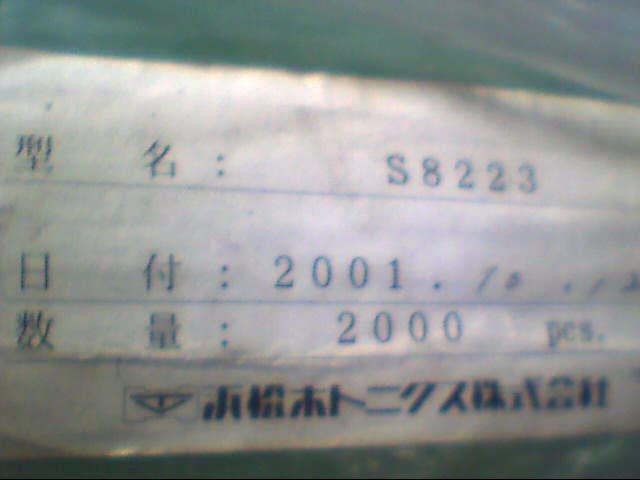 型 名 : S8223
日 付 : 2001. 10 .
数 量 : 2000 pcs.
浜松ホトニクス株式会社